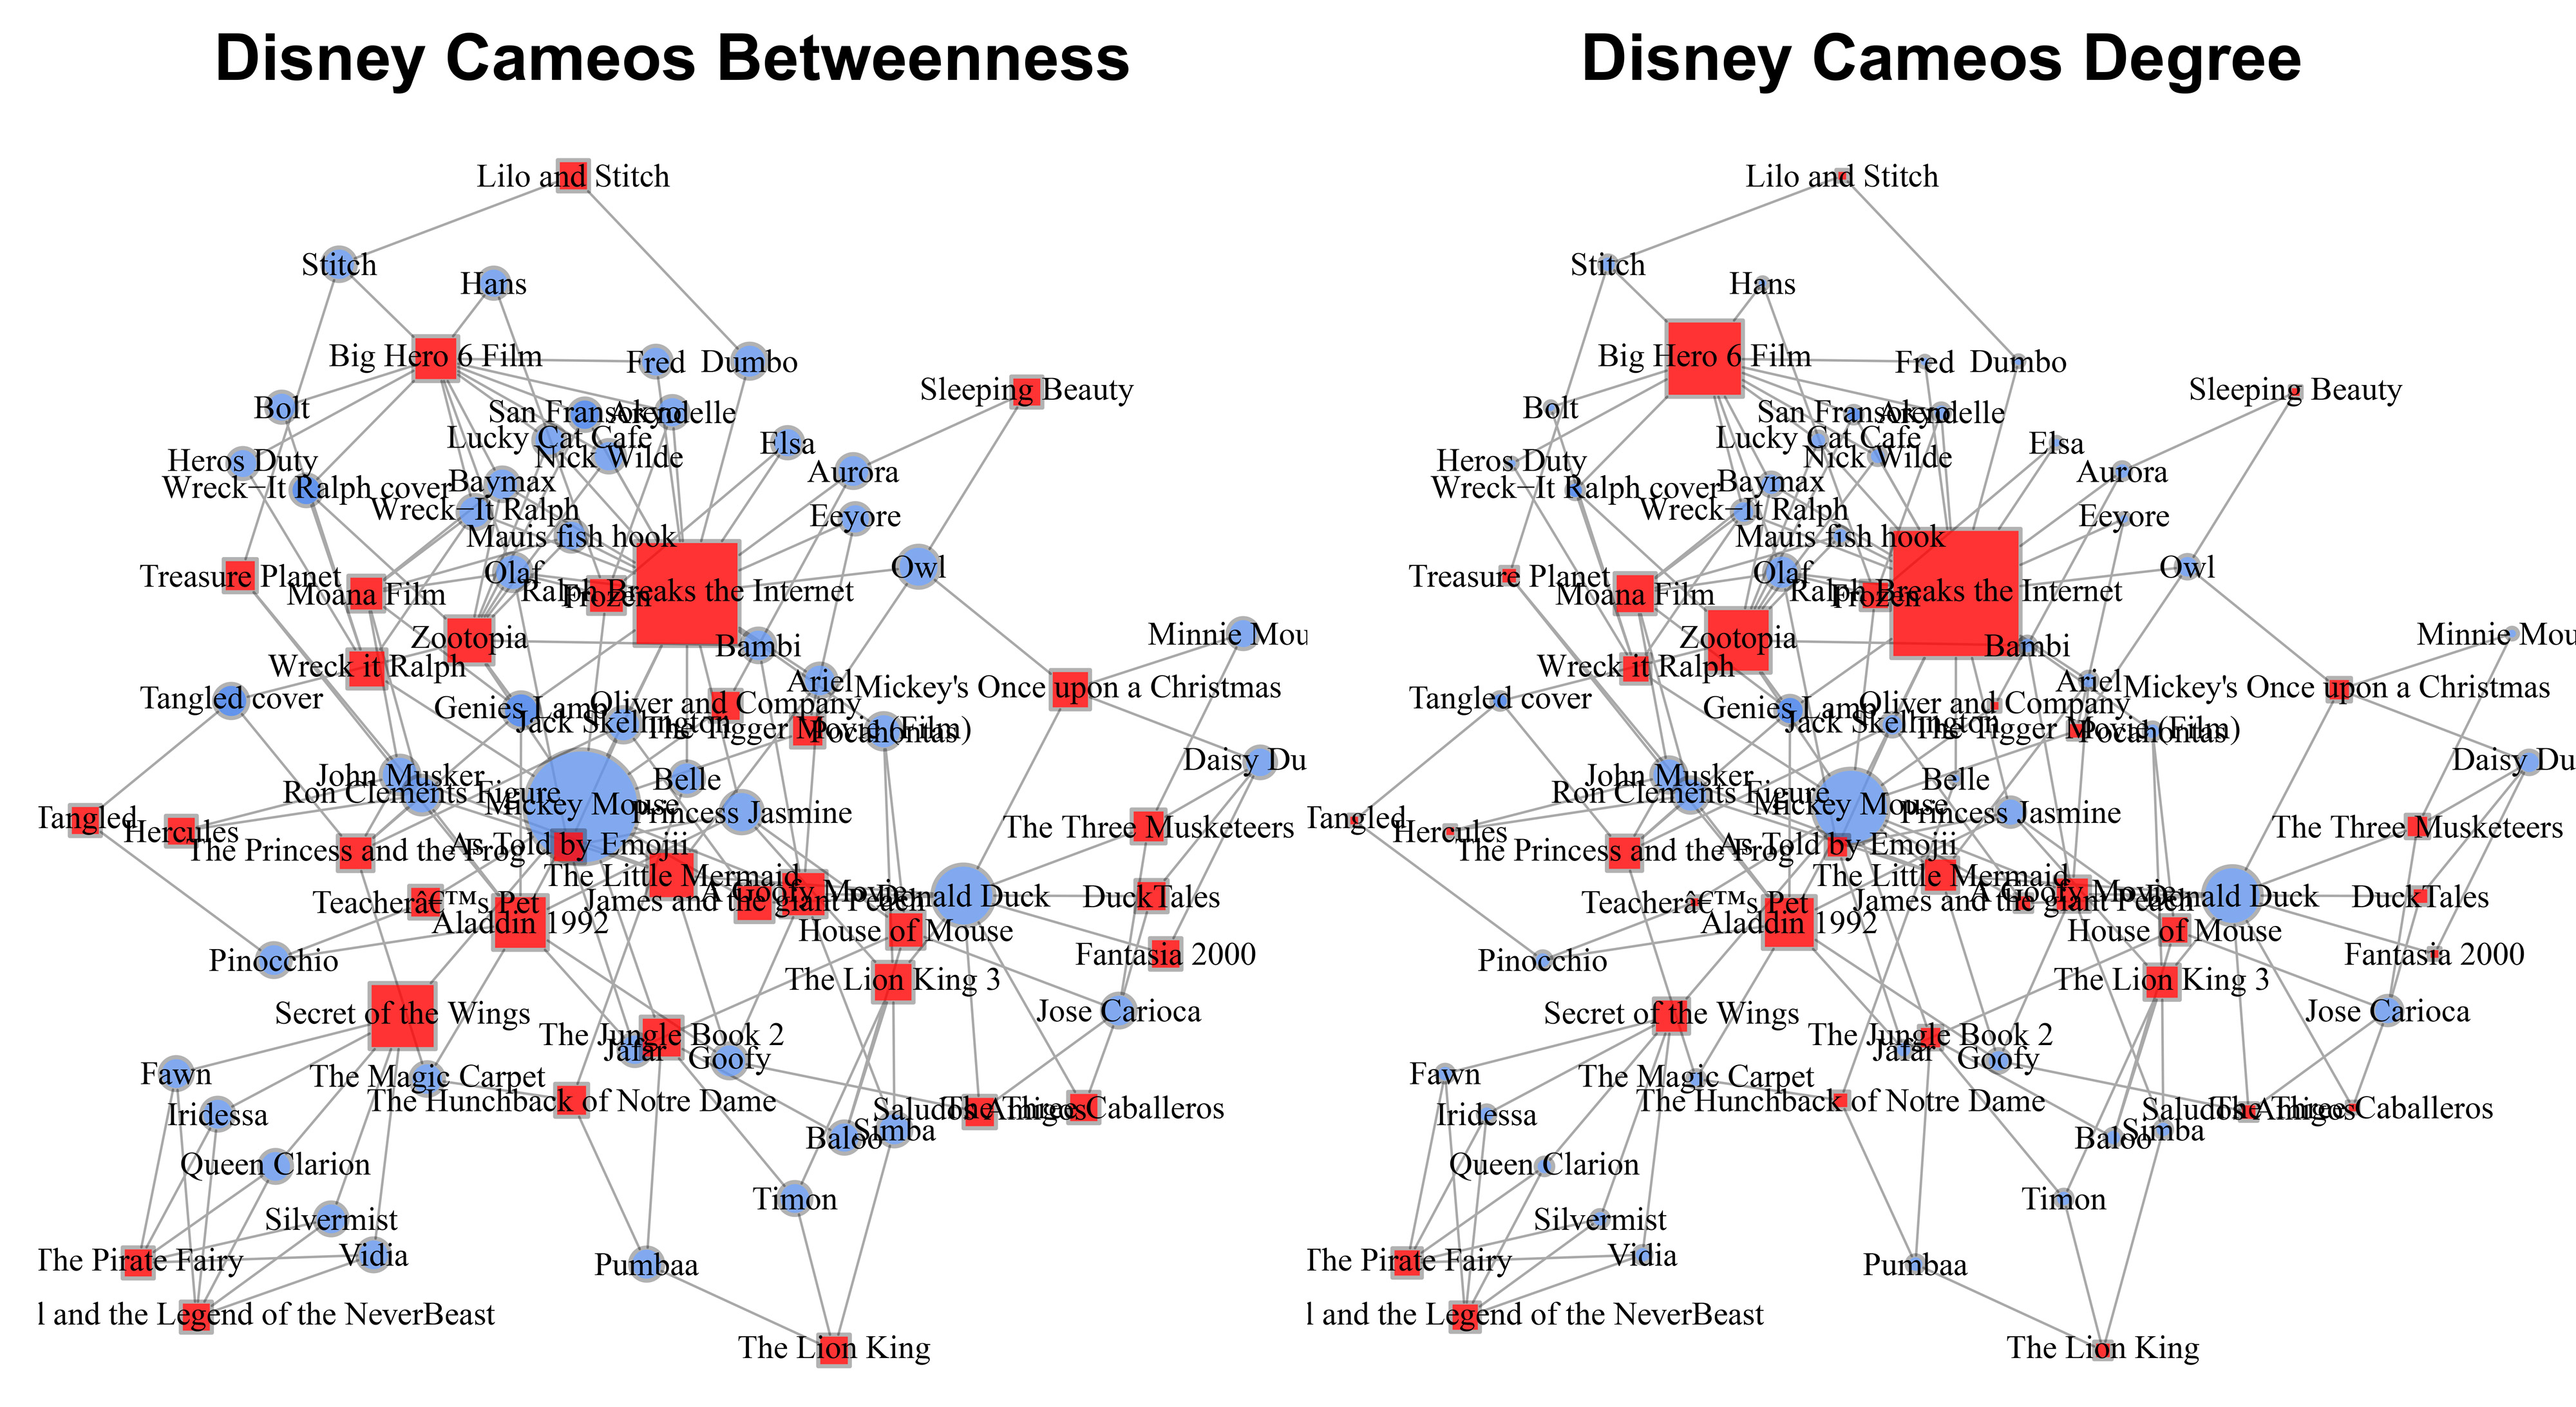 Disney Cameos Betweenness
Lilo and Stitch
Stitch
Hans
Big Hero 6 Film
Fred
Dumbo
Sleeping Beauty
Bolt
San Fransokyo
Arendelle
Lucky Cat Cafe
Elsa
Nick Wilde
Heros Duty
Aurora
Wreck-It Ralph cover
Baymax
Wreck-It Ralph
Eeyore
Mauis fish hook
Owl
Treasure Planet
Olaf
Moana Film
Ralph Breaks the Internet
Frozen
Zootopia
Bambi
Minnie Mou
Wreck it Ralph
Ariel
Mickey's Once upon a Christmas
Tangled cover
Genies Lamp
Oliver and Company
Jack Skellington
The Tigger Movie (Film)
Pocahontas
Daisy Du
John Musker
Belle
Ron Clements Figure
Mickey Mouse
Princess Jasmine
Tangled
Hercules
The Three Musketeers
The Princess and the Frog
As Told by Emojii
The Little Mermaid
A Goofy Movie
Donald Duck
DuckTales
Teacherâ€™s Pet
James and the giant Peach
Aladdin 1992
House of Mouse
Fantasia 2000
Pinocchio
The Lion King 3
Secret of the Wings
Jose Carioca
The Jungle Book 2
Jafar
Goofy
Fawn
The Magic Carpet
Iridessa
The Hunchback of Notre Dame
Saludos Amigos
The Three Caballeros
Baloo
Simba
Queen Clarion
Timon
Silvermist
Vidia
The Pirate Fairy
Pumbaa
l and the Legend of the NeverBeast
The Lion King
Disney Cameos Degree
Lilo and Stitch
Stitch
Hans
Big Hero 6 Film
Fred
Dumbo
Sleeping Beauty
Bolt
San Fransokyo
Arendelle
Lucky Cat Cafe
Elsa
Nick Wilde
Heros Duty
Aurora
Wreck-It Ralph cover
Baymax
Wreck-It Ralph
Eeyore
Mauis fish hook
Owl
Treasure Planet
Olaf
Moana Film
Ralph Breaks the Internet
Frozen
Zootopia
Bambi
Minnie Mou
Wreck it Ralph
Ariel
Mickey's Once upon a Christmas
Tangled cover
Genies Lamp
Oliver and Company
Jack Skellington
The Tigger Movie (Film)
Pocahontas
Daisy Du
John Musker
Belle
Ron Clements Figure
Mickey Mouse
Princess Jasmine
Tangled
Hercules
The Three Musketeers
The Princess and the Frog
As Told by Emojii
The Little Mermaid
A Goofy Movie
Donald Duck
DuckTales
Teacherâ€™s Pet
James and the giant Peach
Aladdin 1992
House of Mouse
Fantasia 2000
Pinocchio
The Lion King 3
Secret of the Wings
Jose Carioca
The Jungle Book 2
Jafar
Goofy
Fawn
The Magic Carpet
Iridessa
The Hunchback of Notre Dame
Saludos Amigos
The Three Caballeros
Baloo
Simba
Queen Clarion
Timon
Silvermist
Vidia
The Pirate Fairy
Pumbaa
l and the Legend of the NeverBeast
The Lion King